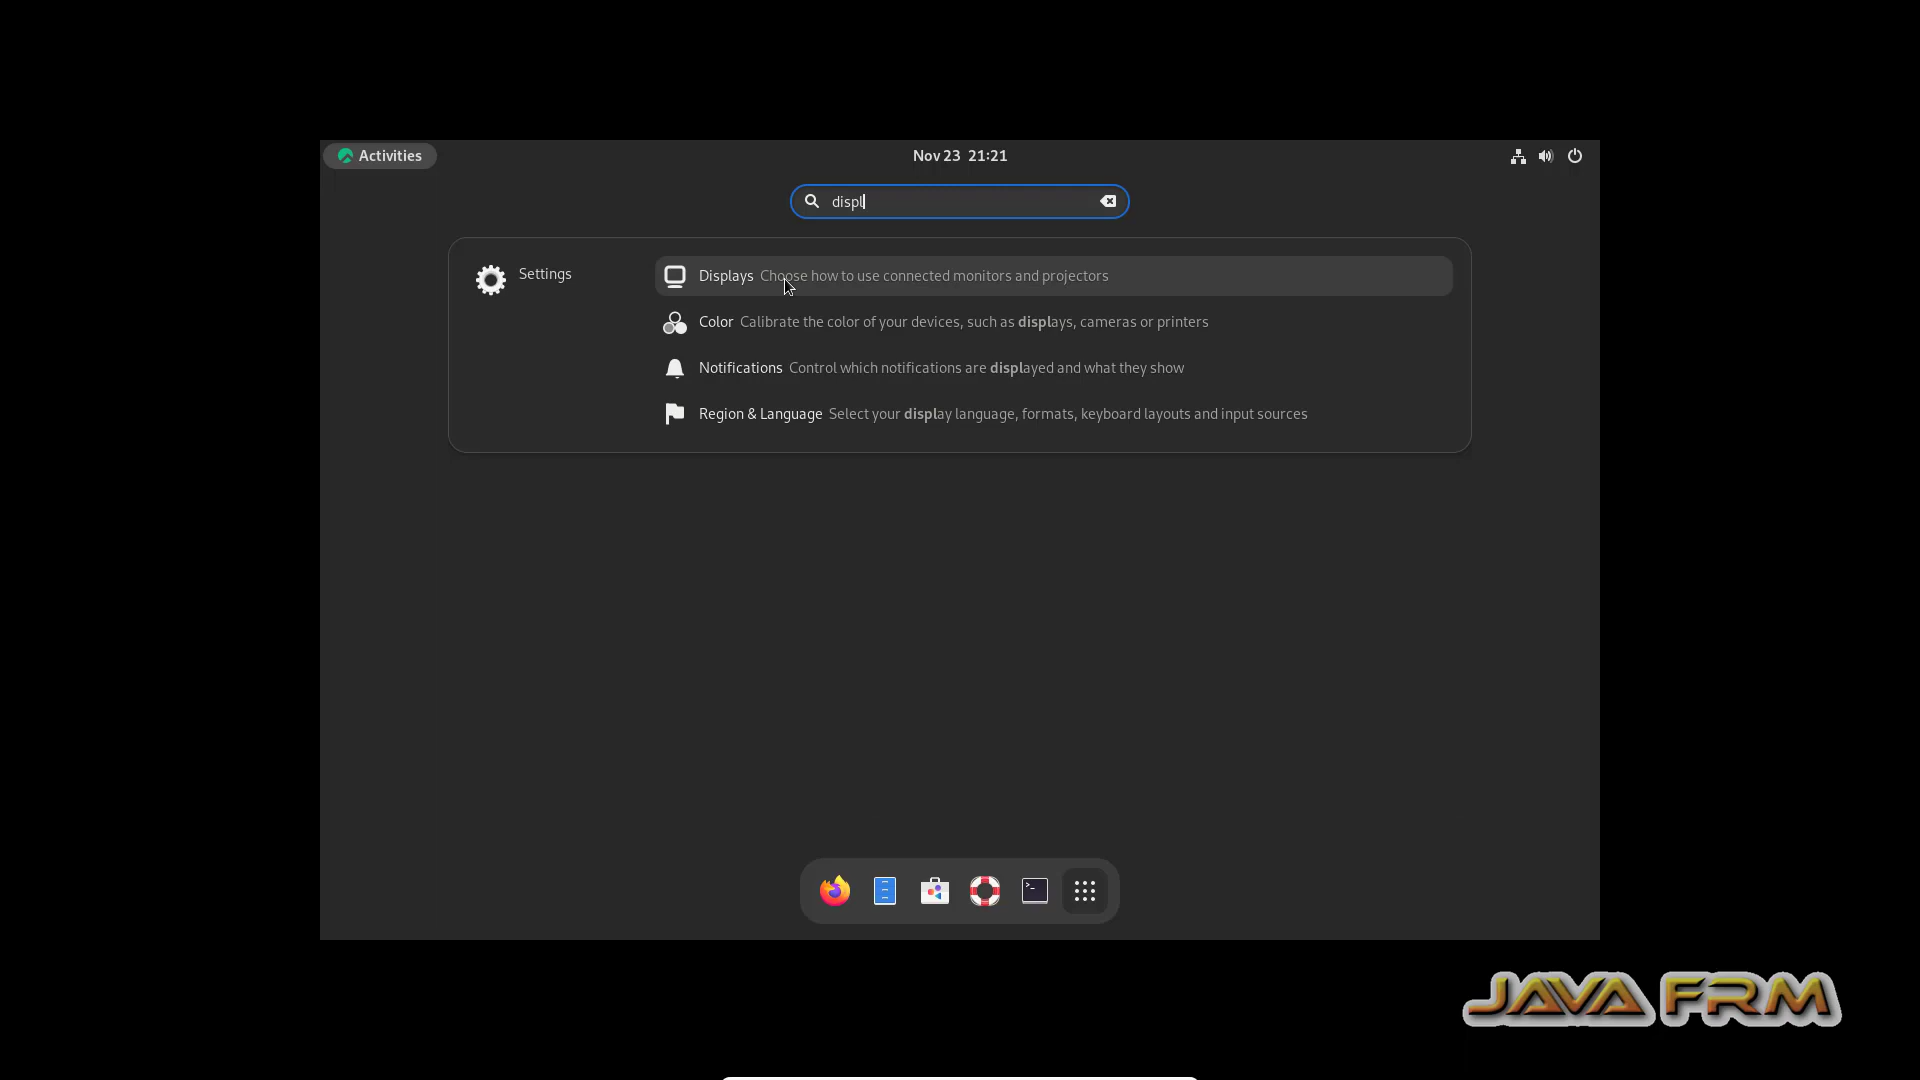 Activities
Nov 23 21:21
displ
Settings
Displays Choose how to use connected monitors and projectors
Color Calibrate the color of your devices, such as displays, cameras or printers
Notifications Control which notifications are displayed and what they show
Region & Language Select your display language, formats, keyboard layouts and input sources
JAVA FRM